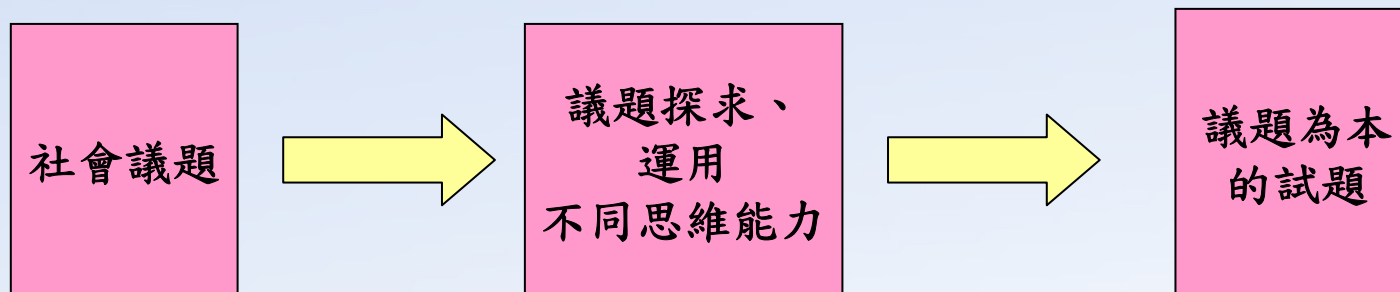 社會議題
議題探求、
運用
不同思維能力
議題為本
的試題